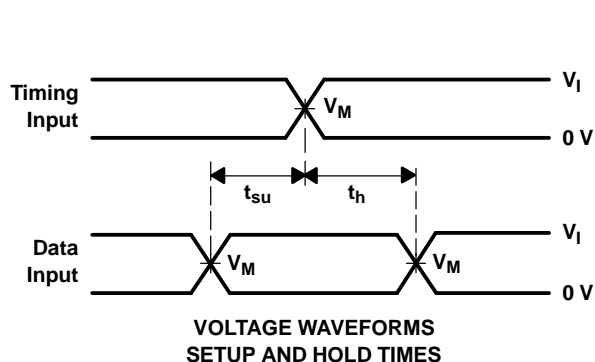 Timing
Input
V_I
V_M
0 V
t_su
t_h
Data
Input
V_I
V_M
V_M
0 V
VOLTAGE WAVEFORMS
SETUP AND HOLD TIMES